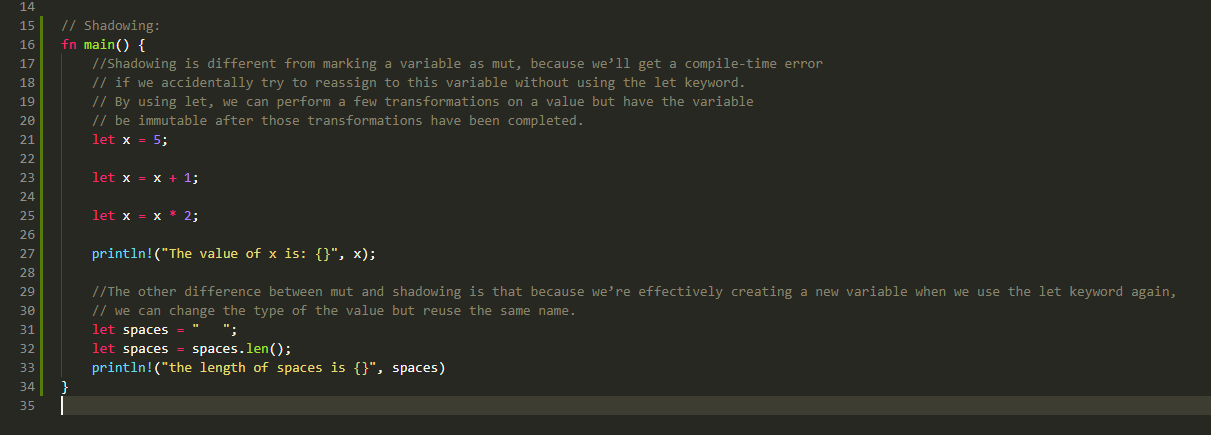 14
15 // Shadowing:
16 fn main() {
17     //Shadowing is different from marking a variable as mut, because we’ll get a compile-time error
18     // if we accidentally try to reassign to this variable without using the let keyword.
19     // By using let, we can perform a few transformations on a value but have the variable
20     // be immutable after those transformations have been completed.
21     let x = 5;
22
23     let x = x + 1;
24
25     let x = x * 2;
26
27     println!("The value of x is: {}", x);
28
29     //The other difference between mut and shadowing is that because we’re effectively creating a new variable when we use the let keyword again,
30     // we can change the type of the value but reuse the same name.
31     let spaces = "   ";
32     let spaces = spaces.len();
33     println!("the length of spaces is {}", spaces)
34 }
35